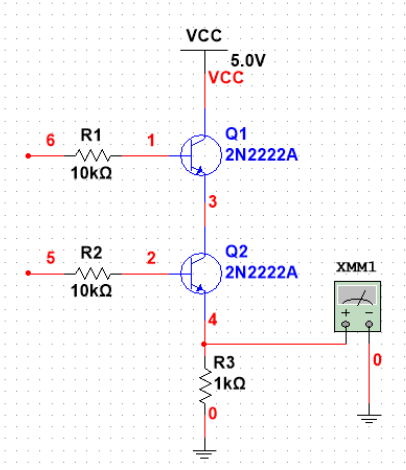 VCC
5.0V
VCC
6
R1
10kΩ
1
Q1
2N2222A
3
5
R2
10kΩ
2
Q2
2N2222A
4
XMM1
+ −
0
R3
1kΩ
0